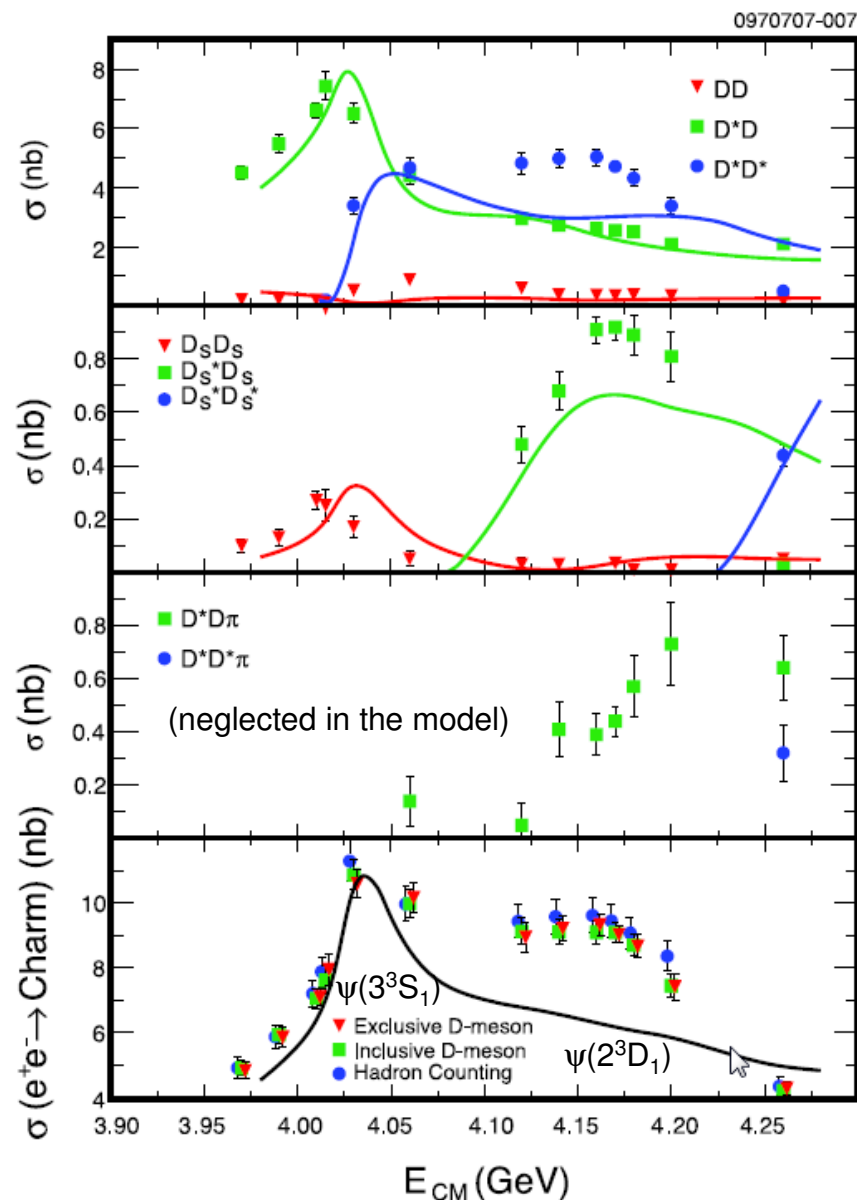 0970707-007
8
6
4
2
σ (nb)
DD
D*D
D*D*
0.8
0.6
0.4
0.2
σ (nb)
DₛDₛ
Dₛ*Dₛ
Dₛ*Dₛ*
0.8
0.6
0.4
0.2
σ (nb)
D*Dπ
D*D*π
(neglected in the model)
10
8
6
4
σ (e⁺e⁻→ Charm) (nb)
ψ(3³S₁)
Exclusive D-meson
Inclusive D-meson
Hadron Counting
ψ(2³D₁)
3.90 3.95 4.00 4.05 4.10 4.15 4.20 4.25
E_CM (GeV)